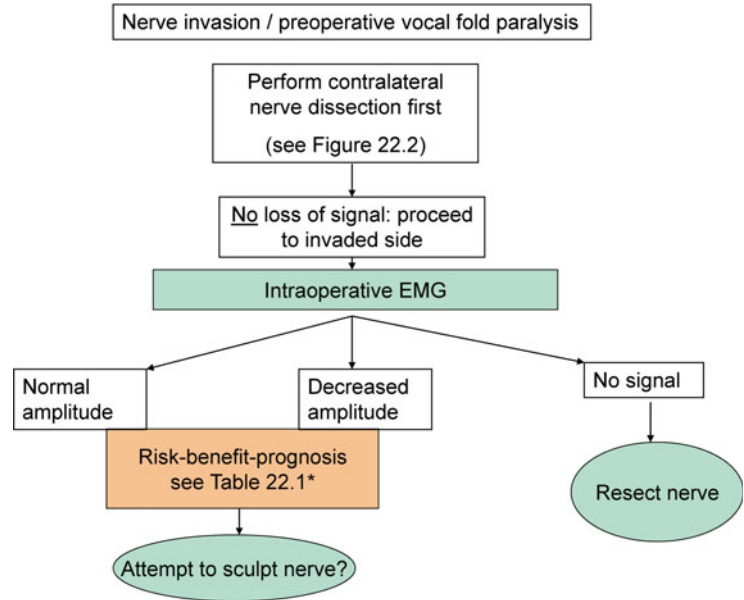 Nerve invasion / preoperative vocal fold paralysis
Perform contralateral
nerve dissection first
(see Figure 22.2)
No loss of signal: proceed
to invaded side
Intraoperative EMG
Normal
amplitude
Decreased
amplitude
No signal
Risk-benefit-prognosis
see Table 22.1*
Resect nerve
Attempt to sculpt nerve?